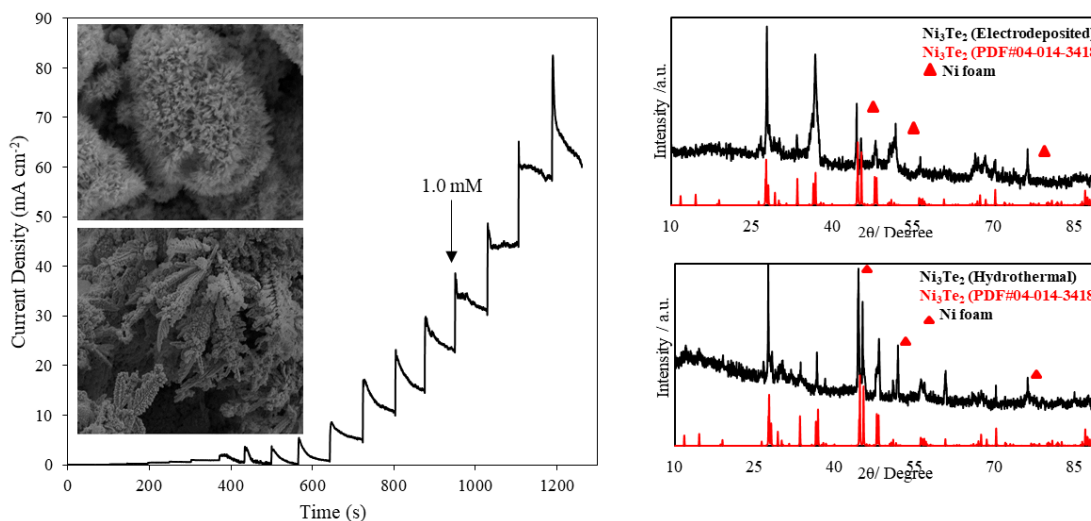 Current Density (mA cm⁻²)
90
80
70
60
50
40
30
20
10
0
1.0 mM
0 200 400 600 800 1000 1200
Time (s)
Ni₃Te₂ (Electrodeposited)
Ni₃Te₂ (PDF#04-014-3418
Ni foam
Intensity /a.u.
10 25 40 55 70 85
2θ/ Degree
Ni₃Te₂ (Hydrothermal)
Ni₃Te₂ (PDF#04-014-3418
Ni foam
Intensity / a.u.
10 25 40 55 70 85
2θ/ Degree